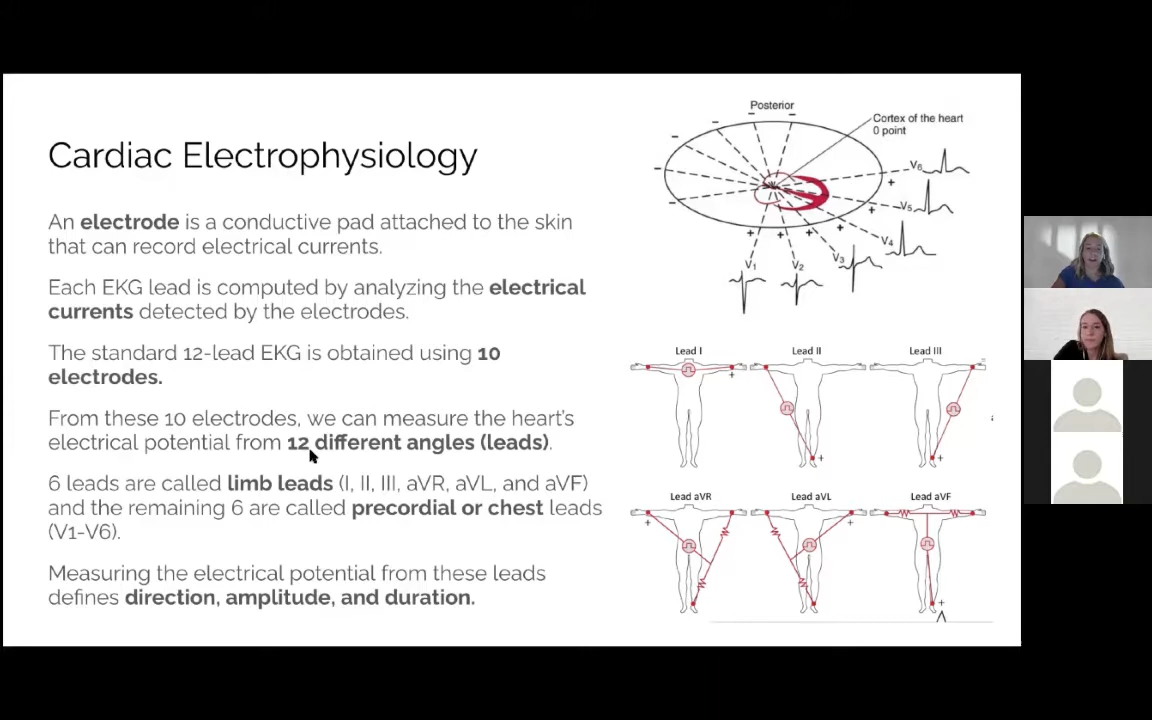 Cardiac Electrophysiology
An electrode is a conductive pad attached to the skin
that can record electrical currents.
Each EKG lead is computed by analyzing the electrical
currents detected by the electrodes.
The standard 12-lead EKG is obtained using 10
electrodes.
From these 10 electrodes, we can measure the heart's
electrical potential from 12 different angles (leads).
6 leads are called limb leads (I, II, III, aVR, aVL, and aVF)
and the remaining 6 are called precordial or chest leads
(V1-V6).
Measuring the electrical potential from these leads
defines direction, amplitude, and duration.
Posterior
Cortex of the heart
0 point
V6
V5
V4
V3
V2
V1
Lead I
Lead II
Lead III
Lead aVR
Lead aVL
Lead aVF